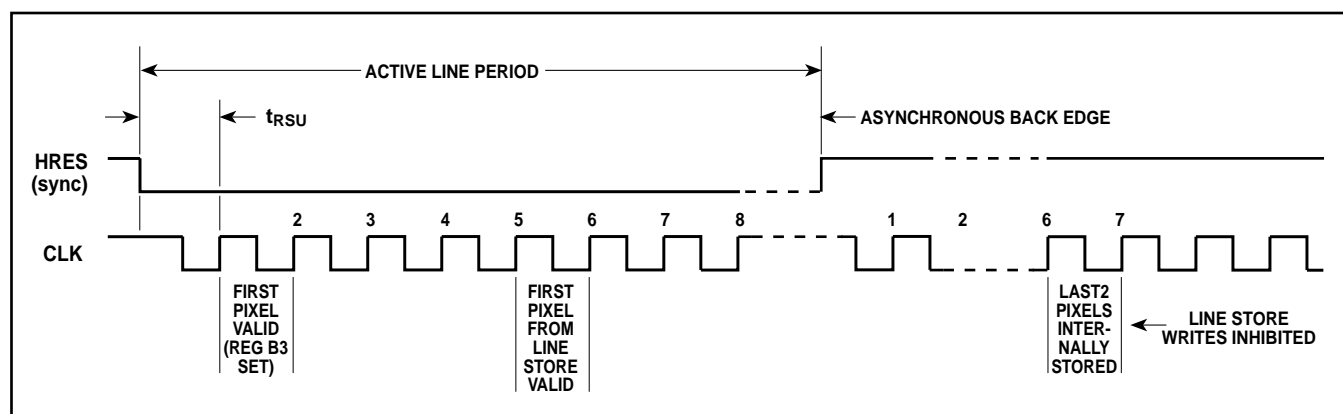 ACTIVE LINE PERIOD
tRSU
ASYNCHRONOUS BACK EDGE
HRES
(sync)
2 3 4 5 6 7 8 1 2 6 7
CLK
FIRST
PIXEL
VALID
(REG B3
SET)
FIRST
PIXEL
FROM
LINE
STORE
VALID
LAST2
PIXELS
INTER-
NALLY
STORED
LINE STORE
WRITES INHIBITED